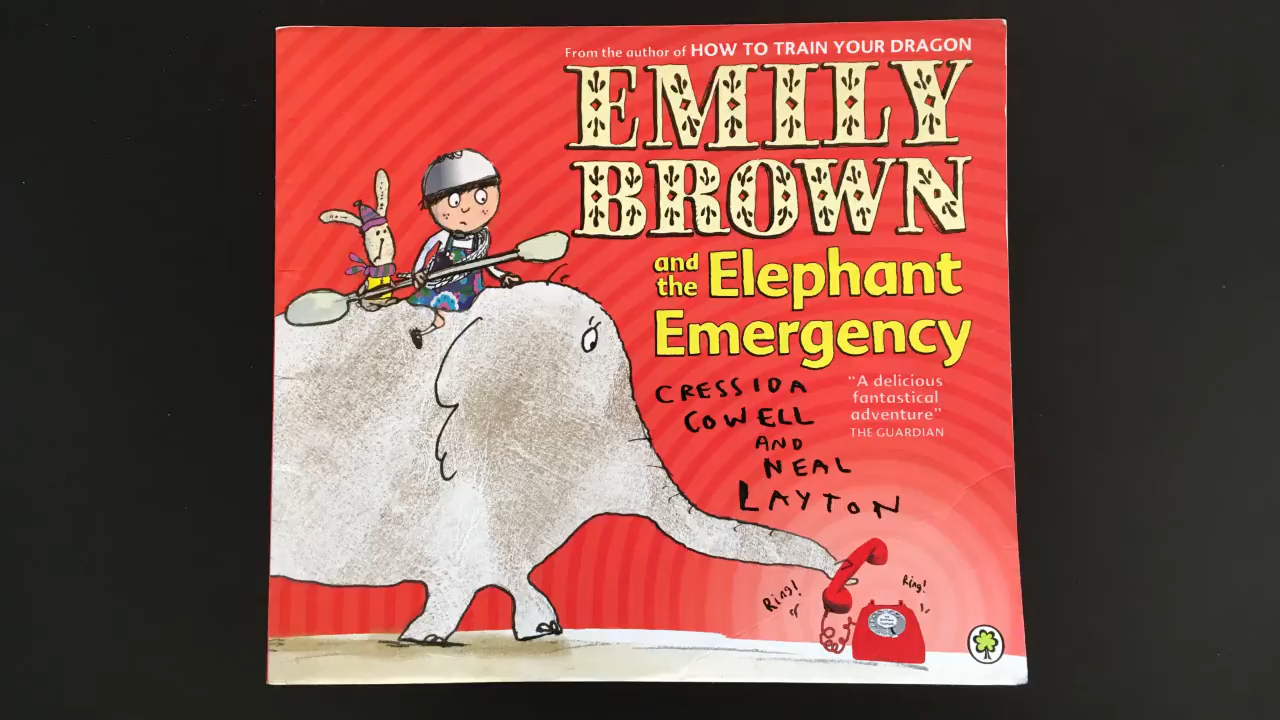 From the author of HOW TO TRAIN YOUR DRAGON
EMILY
BROWN
and the Elephant
Emergency
CRESSIDA
COWELL
AND
NEAL
LAYTON
"A delicious
fantastical
adventure"
THE GUARDIAN
Ring!
Ring!